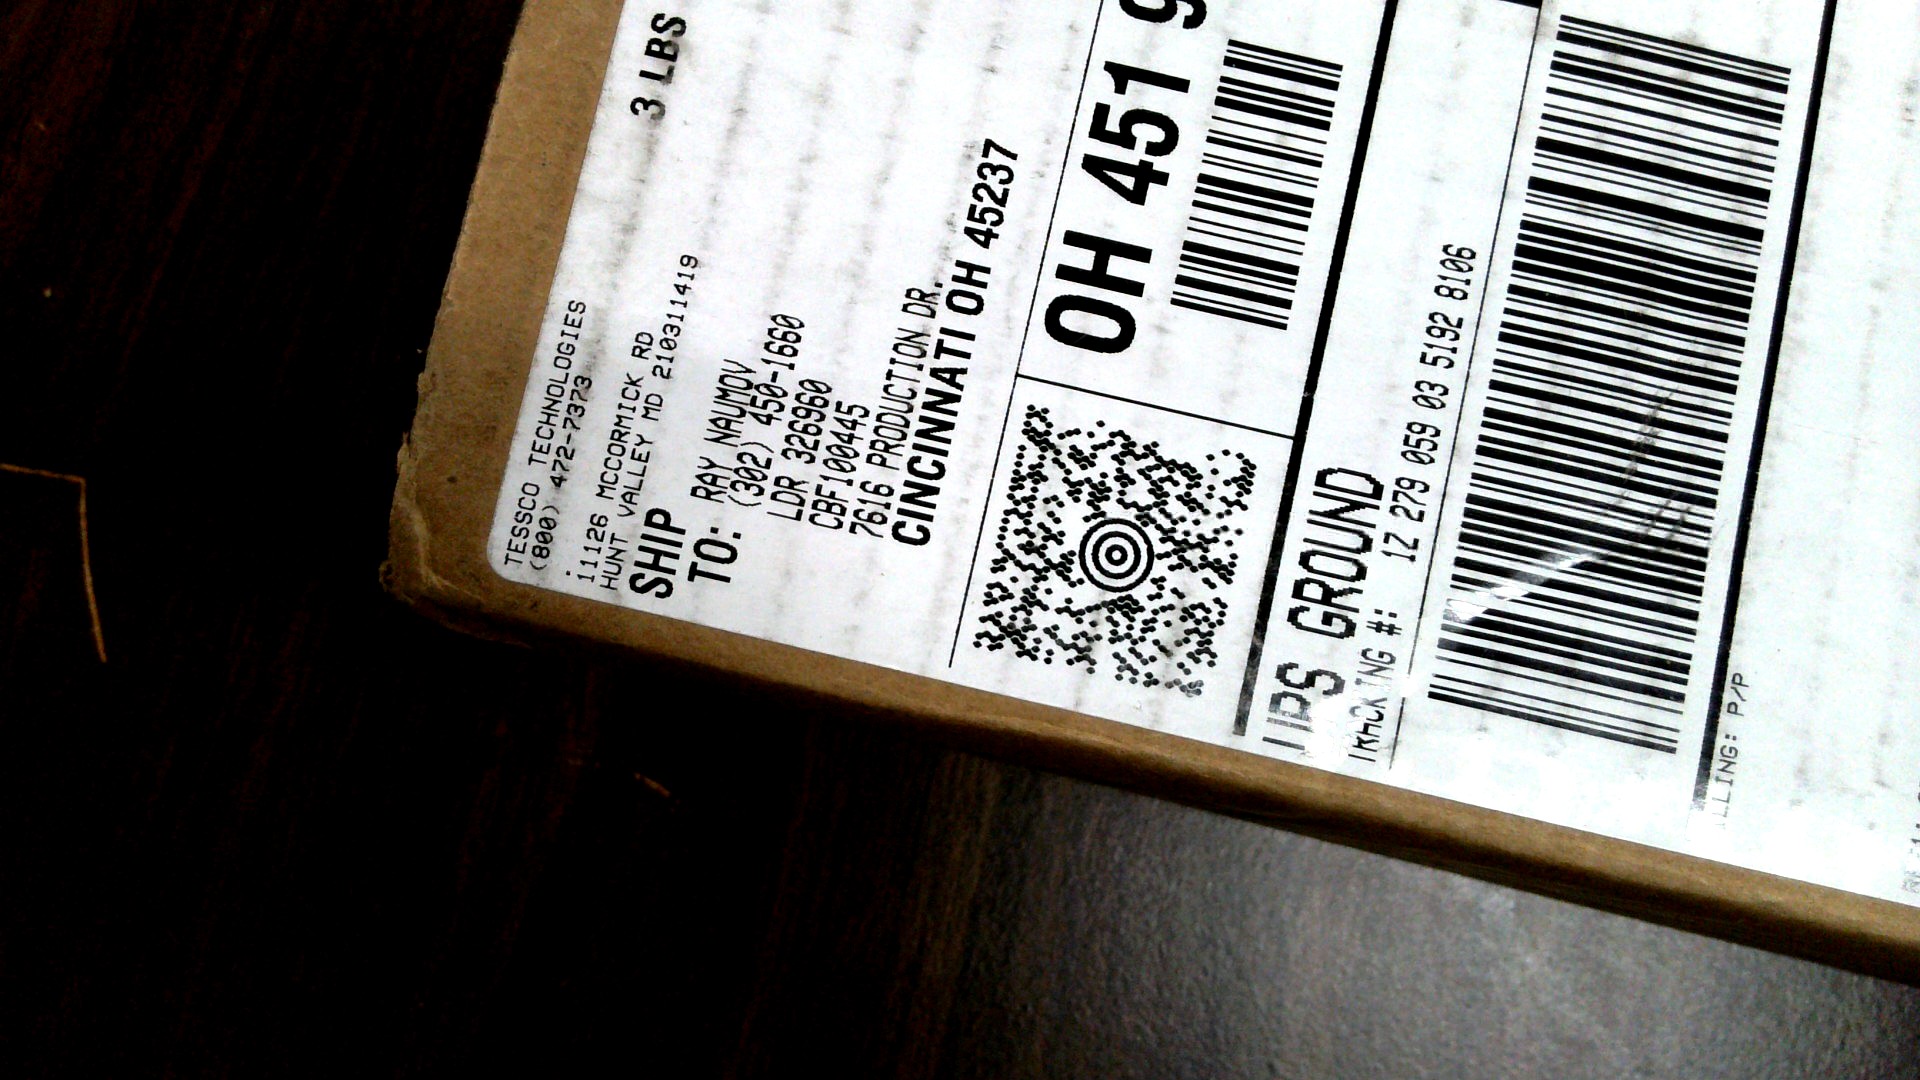 TESSCO TECHNOLOGIES
(800) 472-7373
.
11126 MCCORMICK RD
HUNT VALLEY MD 210311419
3 LBS
SHIP
TO:
RAY NAUMOV
(302) 450-1660
LDR 326960
CBF100445
7616 PRODUCTION DR.
CINCINNATI OH 45237
OH 451 9
UPS GROUND
TRACKING #: 1Z 279 059 03 5192 8106
LLING: P/P